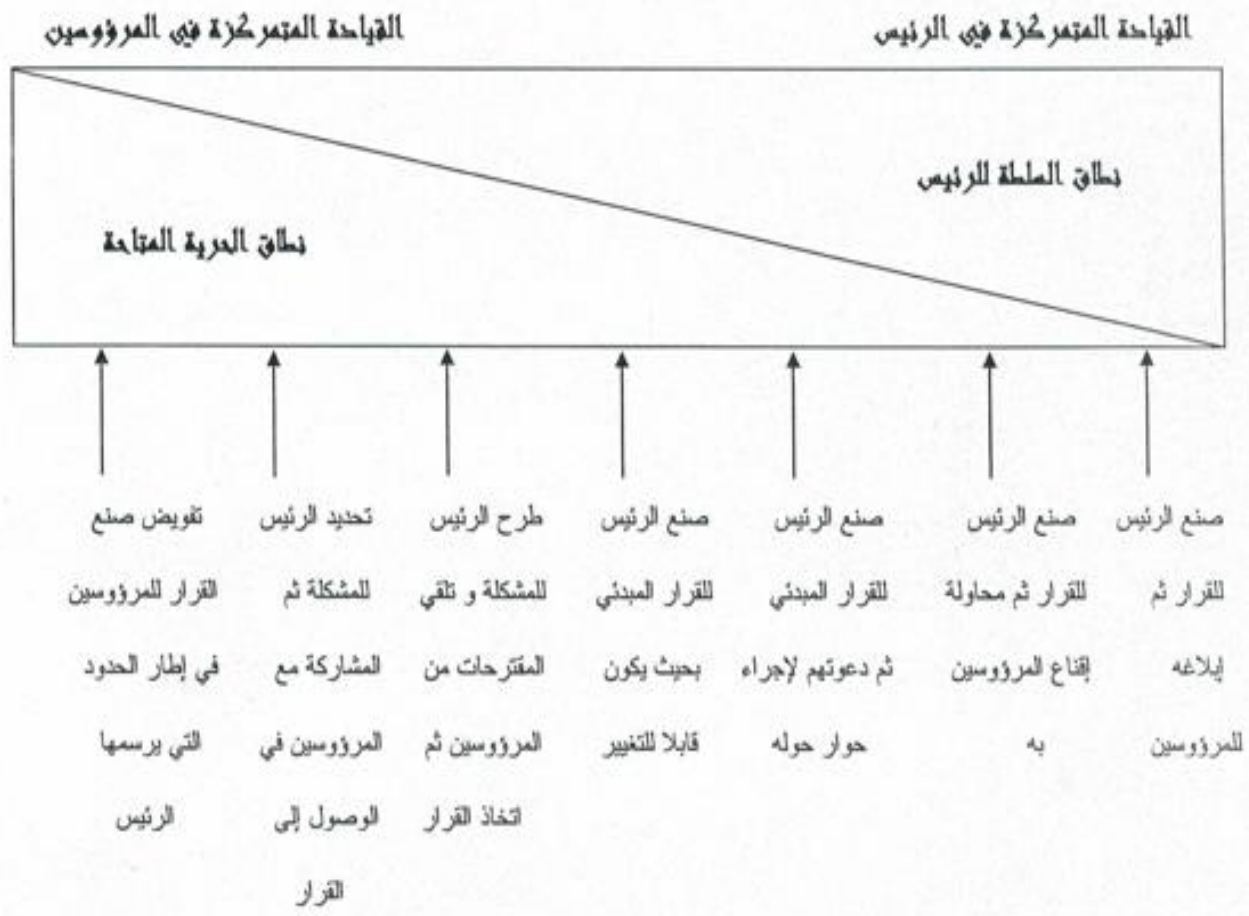 القيادة المتمركزة في الرئيس
القيادة المتمركزة في المرؤوسين
نطاق السلطة للرئيس
نطاق الحرية المتاحة
صنع الرئيس
للقرار ثم
إبلاغه
للمرؤوسين
صنع الرئيس
للقرار ثم محاولة
إقناع المرؤوسين
به
صنع الرئيس
للقرار المبدئي
ثم دعوتهم لإجراء
حوار حوله
صنع الرئيس
للقرار المبدئي
بحيث يكون
قابلا للتغيير
طرح الرئيس
للمشكلة و تلقي
المقترحات من
المرؤوسين ثم
اتخاذ القرار
تحديد الرئيس
للمشكلة ثم
المشاركة مع
المرؤوسين في
الوصول إلى
القرار
تفويض صنع
القرار للمرؤوسين
في إطار الحدود
التي يرسمها
الرئيس